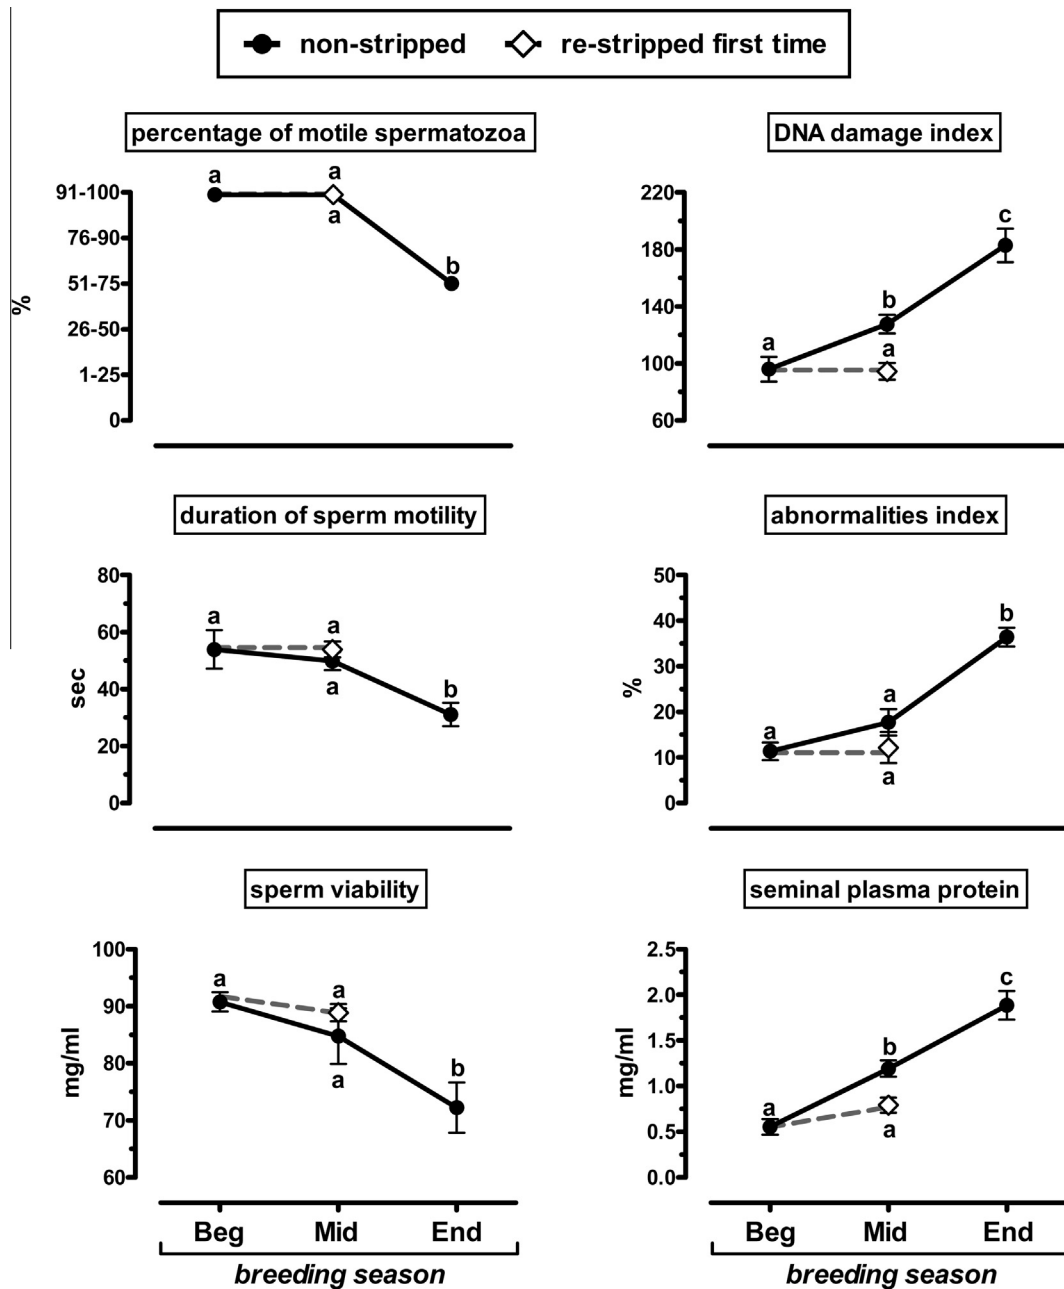 non-stripped re-stripped first time
percentage of motile spermatozoa
a
a
a
b
91-100
76-90
51-75
26-50
1-25
0
%
DNA damage index
220
180
140
100
60
a
b
a
c
duration of sperm motility
80
60
40
20
0
sec
a
a
a
b
abnormalities index
50
40
30
20
10
0
%
a
a
a
b
sperm viability
100
90
80
70
60
mg/ml
a
a
a
b
Beg Mid End
breeding season
seminal plasma protein
2.5
2.0
1.5
1.0
0.5
0.0
mg/ml
a
b
a
c
Beg Mid End
breeding season